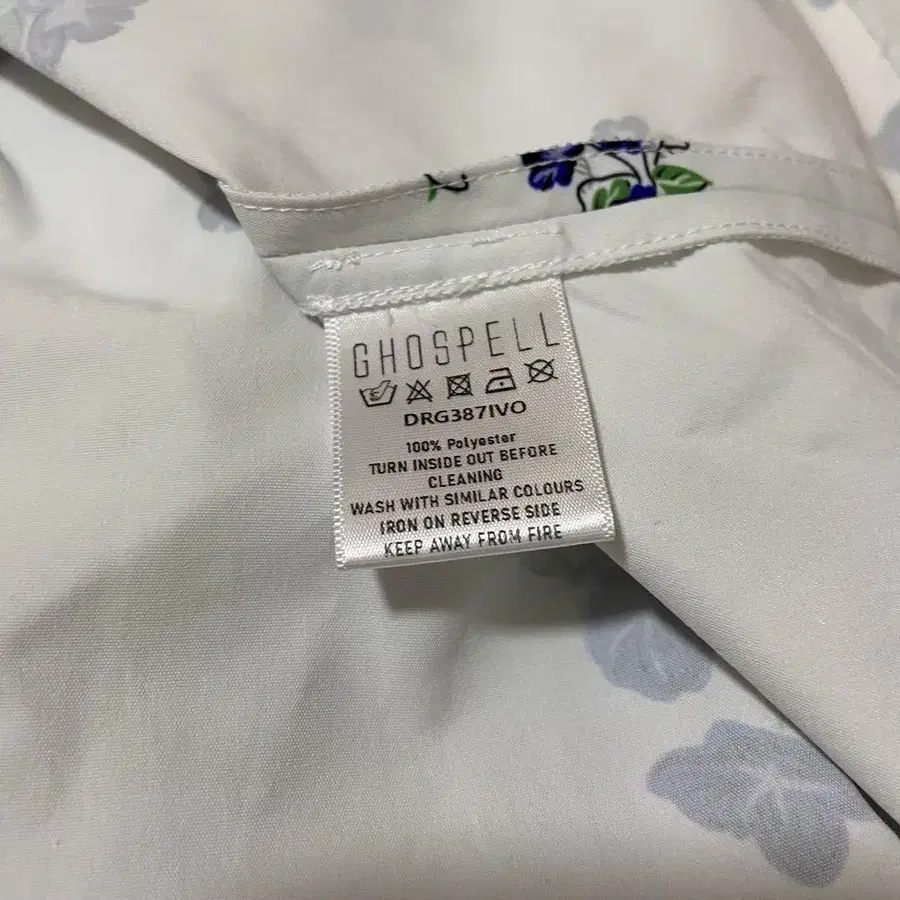 GHOSPELL
DRG387IVO
100% Polyester
TURN INSIDE OUT BEFORE
CLEANING
WASH WITH SIMILAR COLOURS
IRON ON REVERSE SIDE
KEEP AWAY FROM FIRE